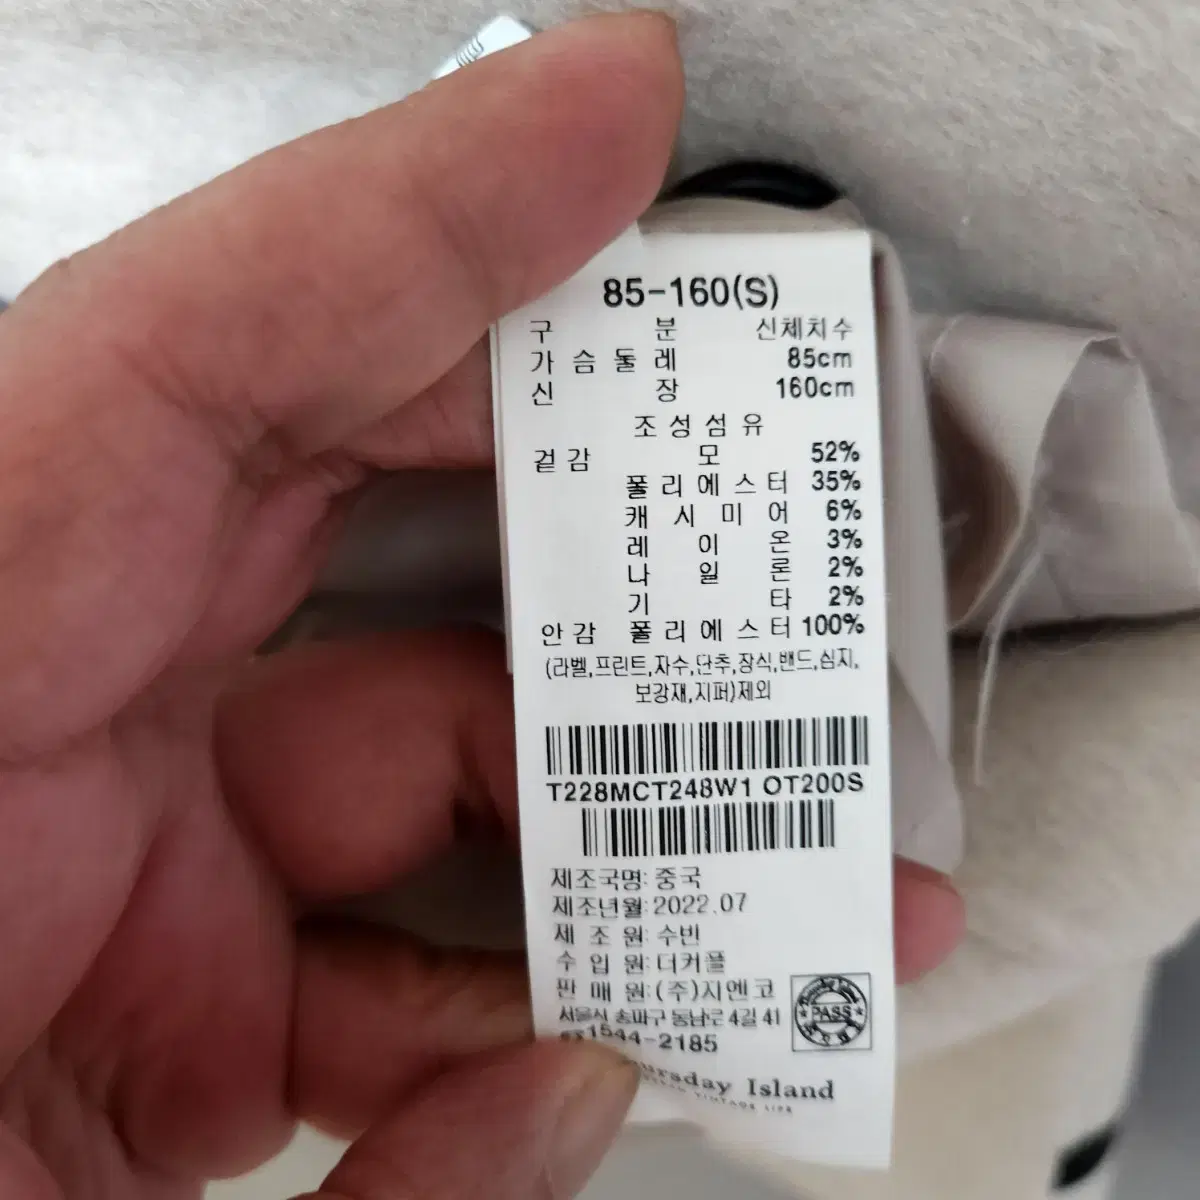 85-160(S)
구 분 신체치수
가슴둘레 85cm
신 장 160cm
조성섬유
겉감 모 52%
폴리에스터 35%
캐시미어 6%
레이온 3%
나일론 2%
기타 2%
안감 폴리에스터 100%
(라벨,프린트,자수,단추,장식,밴드,심지,
보강재,지퍼)제외
T228MCT248W1 OT200S
제조국명: 중국
제조년월: 2022.07
제 조 원: 수빈
수 입 원: 더커플
판 매 원: (주)지엔코
서울시 송파구 동남로 4길 41
1544-2185
PASS
Island